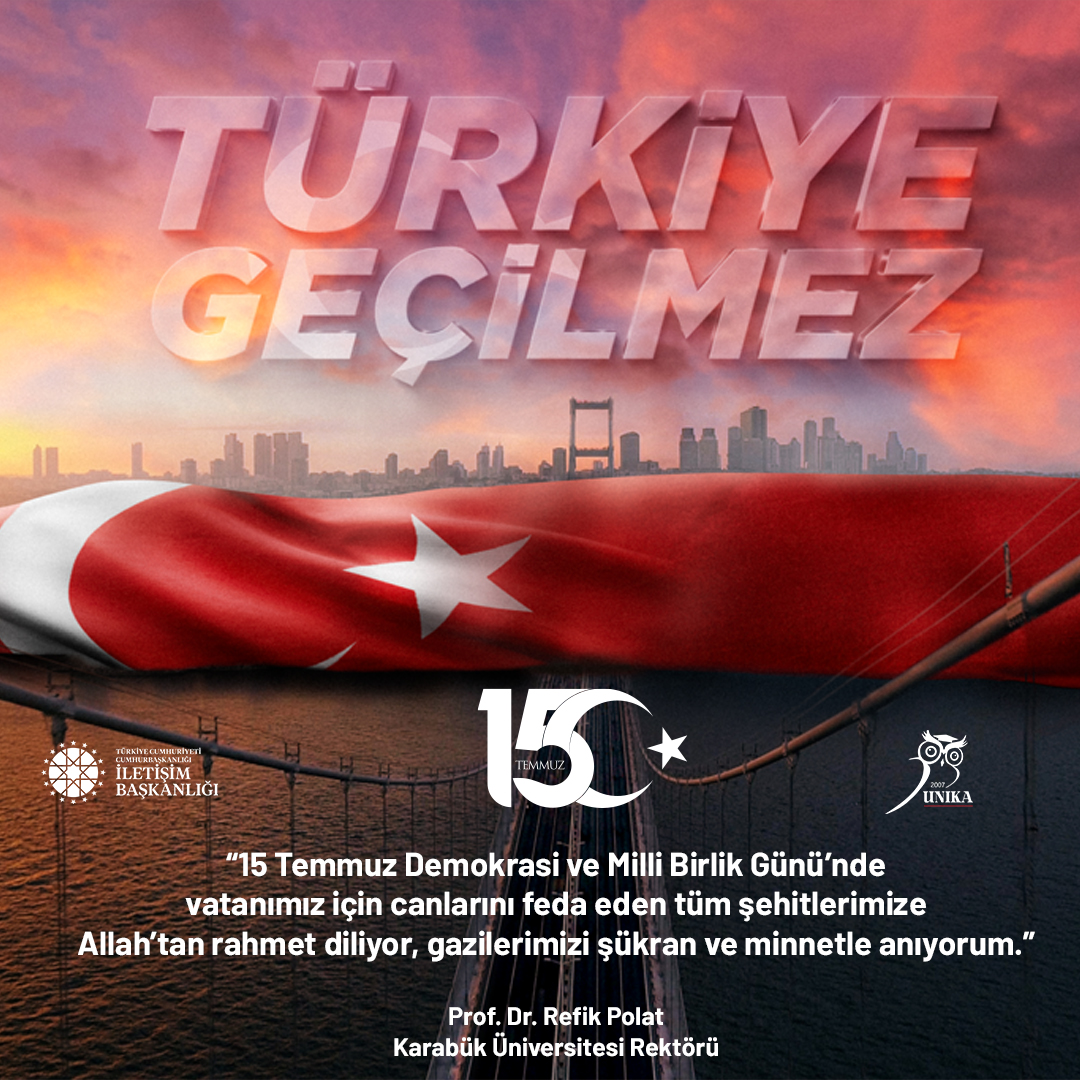 TÜRKİYE
GEÇİLMEZ
15
TEMMUZ
TÜRKİYE CUMHURİYETİ
CUMHURBAŞKANLIĞI
İLETİŞİM
BAŞKANLIĞI
2007
UNIKA
“15 Temmuz Demokrasi ve Milli Birlik Günü’nde
vatanımız için canlarını feda eden tüm şehitlerimize
Allah’tan rahmet diliyor, gazilerimizi şükran ve minnetle anıyorum.”
Prof. Dr. Refik Polat
Karabük Üniversitesi Rektörü